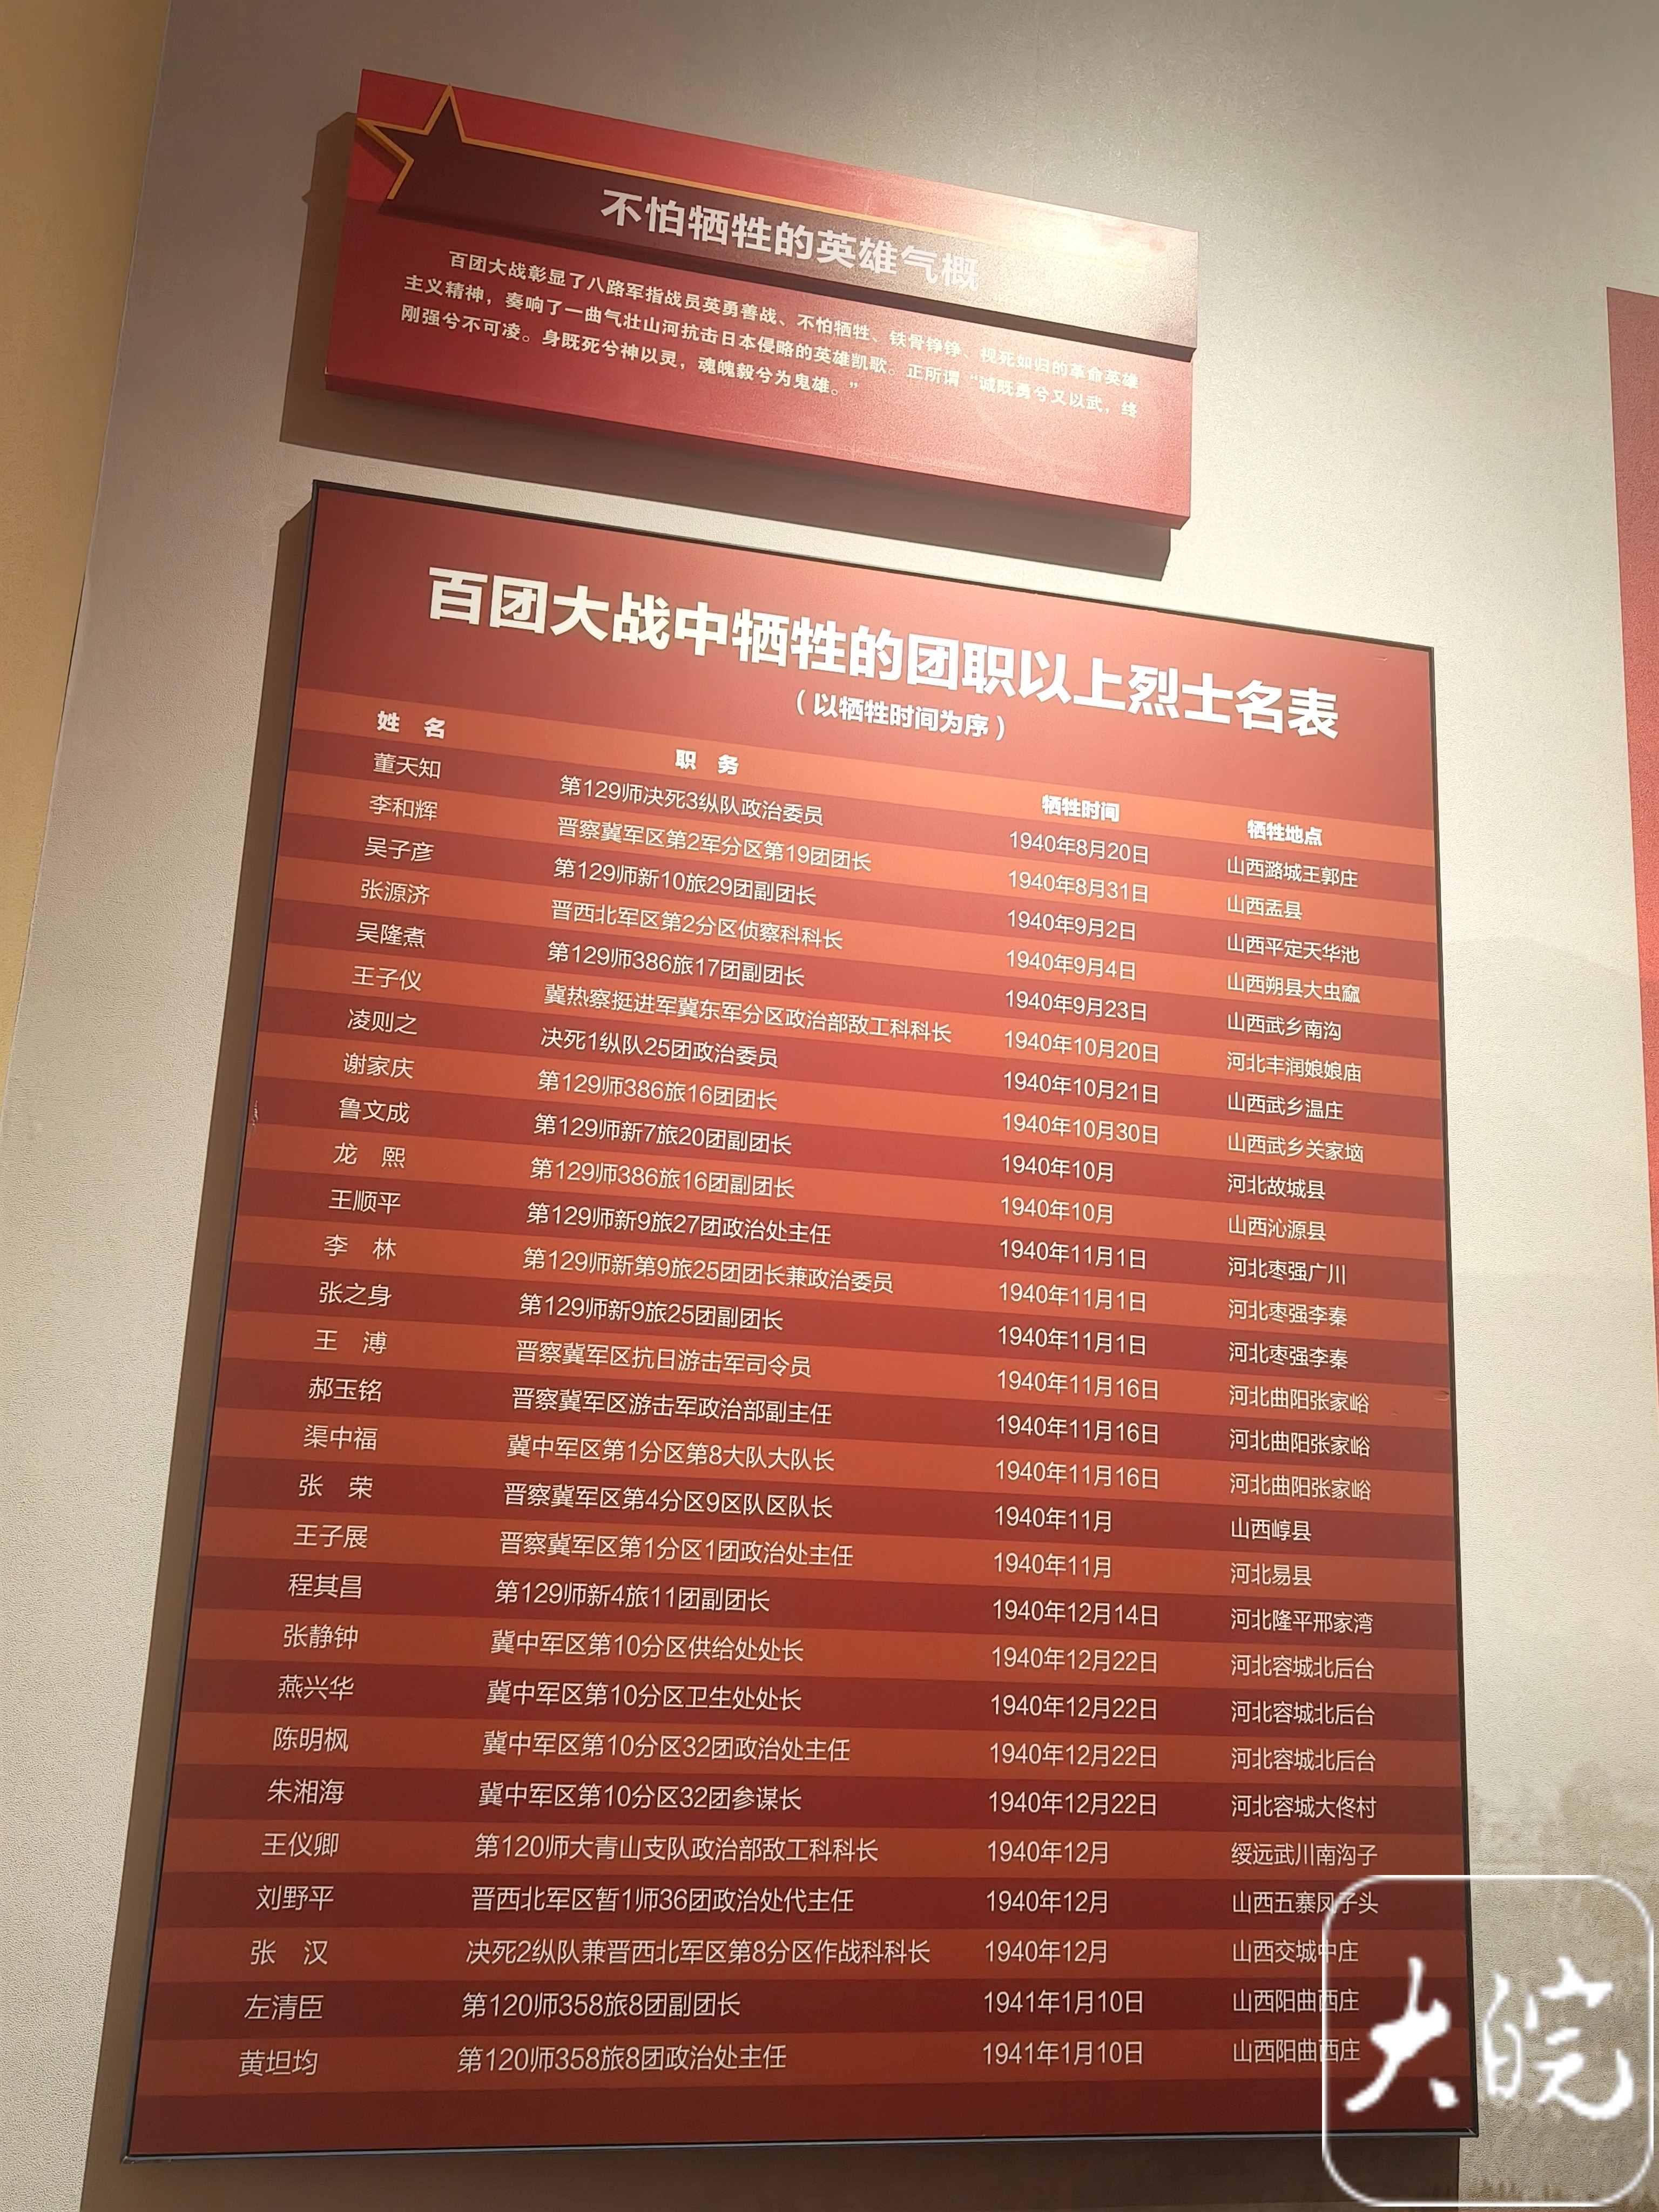 不怕牺牲的英雄气概
百团大战彰显了八路军指战员英勇善战、不怕牺牲、铁骨铮铮、视死如归的革命英雄
主义精神，奏响了一曲气壮山河抗击日本侵略的英雄凯歌。正所谓“诚既勇兮又以武，终
刚强兮不可凌。身既死兮神以灵，魂魄毅兮为鬼雄。”
百团大战中牺牲的团职以上烈士名表
（以牺牲时间为序）
姓 名 职 务 牺牲时间 牺牲地点
董天知 第129师决死3纵队政治委员 1940年8月20日 山西潞城王郭庄
李和辉 晋察冀军区第2军分区第19团团长 1940年8月31日 山西盂县
吴子彦 第129师新10旅29团副团长 1940年9月2日 山西平定天华池
张源济 晋西北军区第2分区侦察科科长 1940年9月4日 山西朔县大虫窳
吴隆焘 第129师386旅17团副团长 1940年9月23日 山西武乡南沟
王子仪 冀热察挺进军冀东军分区政治部敌工科科长 1940年10月20日 河北丰润娘娘庙
凌则之 决死1纵队25团政治委员 1940年10月21日 山西武乡温庄
谢家庆 第129师386旅16团团长 1940年10月30日 山西武乡关家垴
鲁文成 第129师新7旅20团副团长 1940年10月 河北故城县
龙 熙 第129师386旅16团副团长 1940年10月 山西沁源县
王顺平 第129师新9旅27团政治处主任 1940年11月1日 河北枣强广川
李 林 第129师新第9旅25团团长兼政治委员 1940年11月1日 河北枣强李秦
张之身 第129师新9旅25团副团长 1940年11月1日 河北枣强李秦
王 溥 晋察冀军区抗日游击军司令员 1940年11月16日 河北曲阳张家峪
郝玉铭 晋察冀军区游击军政治部副主任 1940年11月16日 河北曲阳张家峪
渠中福 冀中军区第1分区第8大队大队长 1940年11月16日 河北曲阳张家峪
张 荣 晋察冀军区第4分区9区队区队长 1940年11月 山西崞县
王子展 晋察冀军区第1分区1团政治处主任 1940年11月 河北易县
程其昌 第129师新4旅11团副团长 1940年12月14日 河北隆平邢家湾
张静钟 冀中军区第10分区供给处处长 1940年12月22日 河北容城北后台
燕兴华 冀中军区第10分区卫生处处长 1940年12月22日 河北容城北后台
陈明枫 冀中军区第10分区32团政治处主任 1940年12月22日 河北容城北后台
朱湘海 冀中军区第10分区32团参谋长 1940年12月22日 河北容城大佟村
王仪卿 第120师大青山支队政治部敌工科科长 1940年12月 绥远武川南沟子
刘野平 晋西北军区暂1师36团政治处代主任 1940年12月 山西五寨凤子头
张 汉 决死2纵队兼晋西北军区第8分区作战科科长 1940年12月 山西交城中庄
左清臣 第120师358旅8团副团长 1941年1月10日 山西阳曲西庄
黄坦均 第120师358旅8团政治处主任 1941年1月10日 山西阳曲西庄
大皖